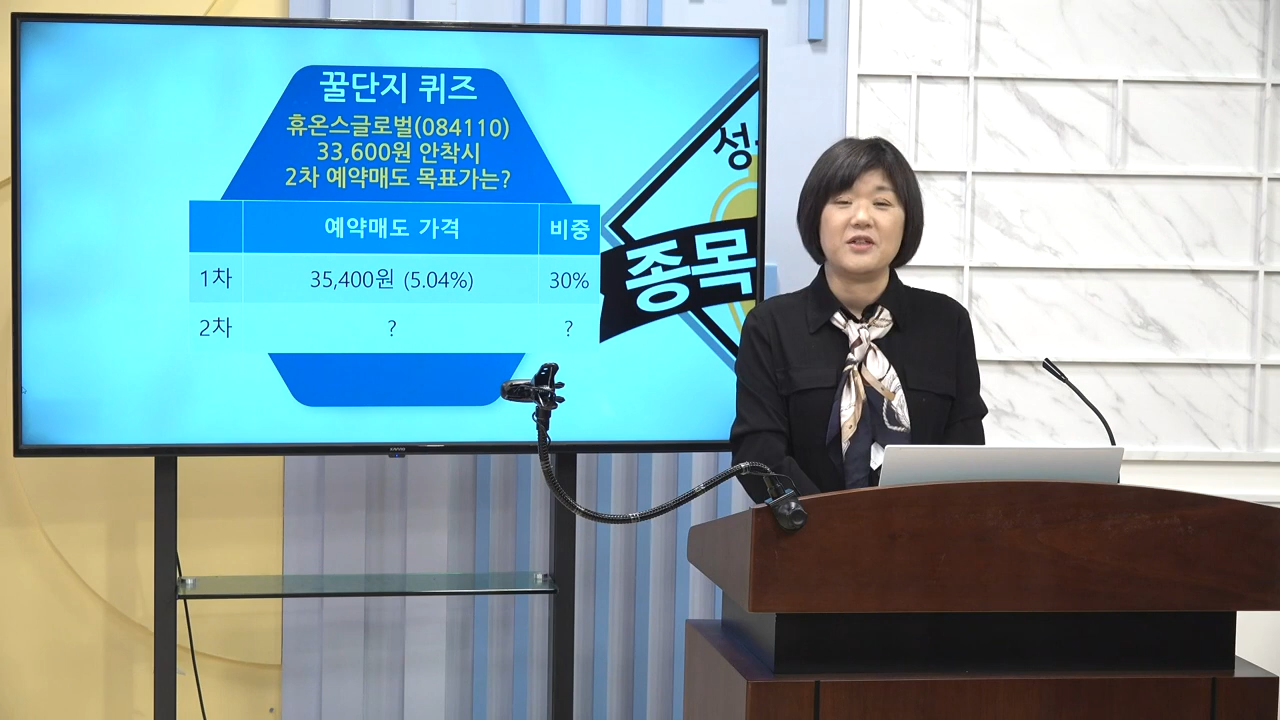 꿀단지 퀴즈
휴온스글로벌(084110)
33,600원 안착시
2차 예약매도 목표가는?
예약매도 가격 비중
1차 35,400원 (5.04%) 30%
2차 ? ?
성
종목